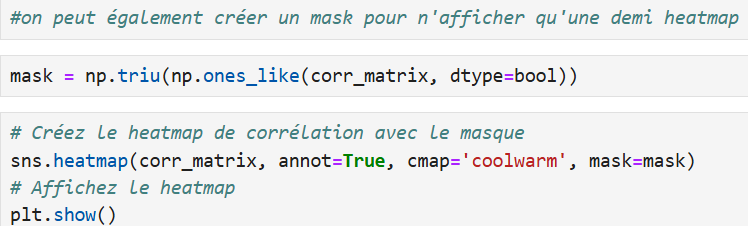 #on peut également créer un mask pour n'afficher qu'une demi heatmap
mask = np.triu(np.ones_like(corr_matrix, dtype=bool))
# Créez le heatmap de corrélation avec le masque
sns.heatmap(corr_matrix, annot=True, cmap='coolwarm', mask=mask)
# Affichez le heatmap
plt.show()